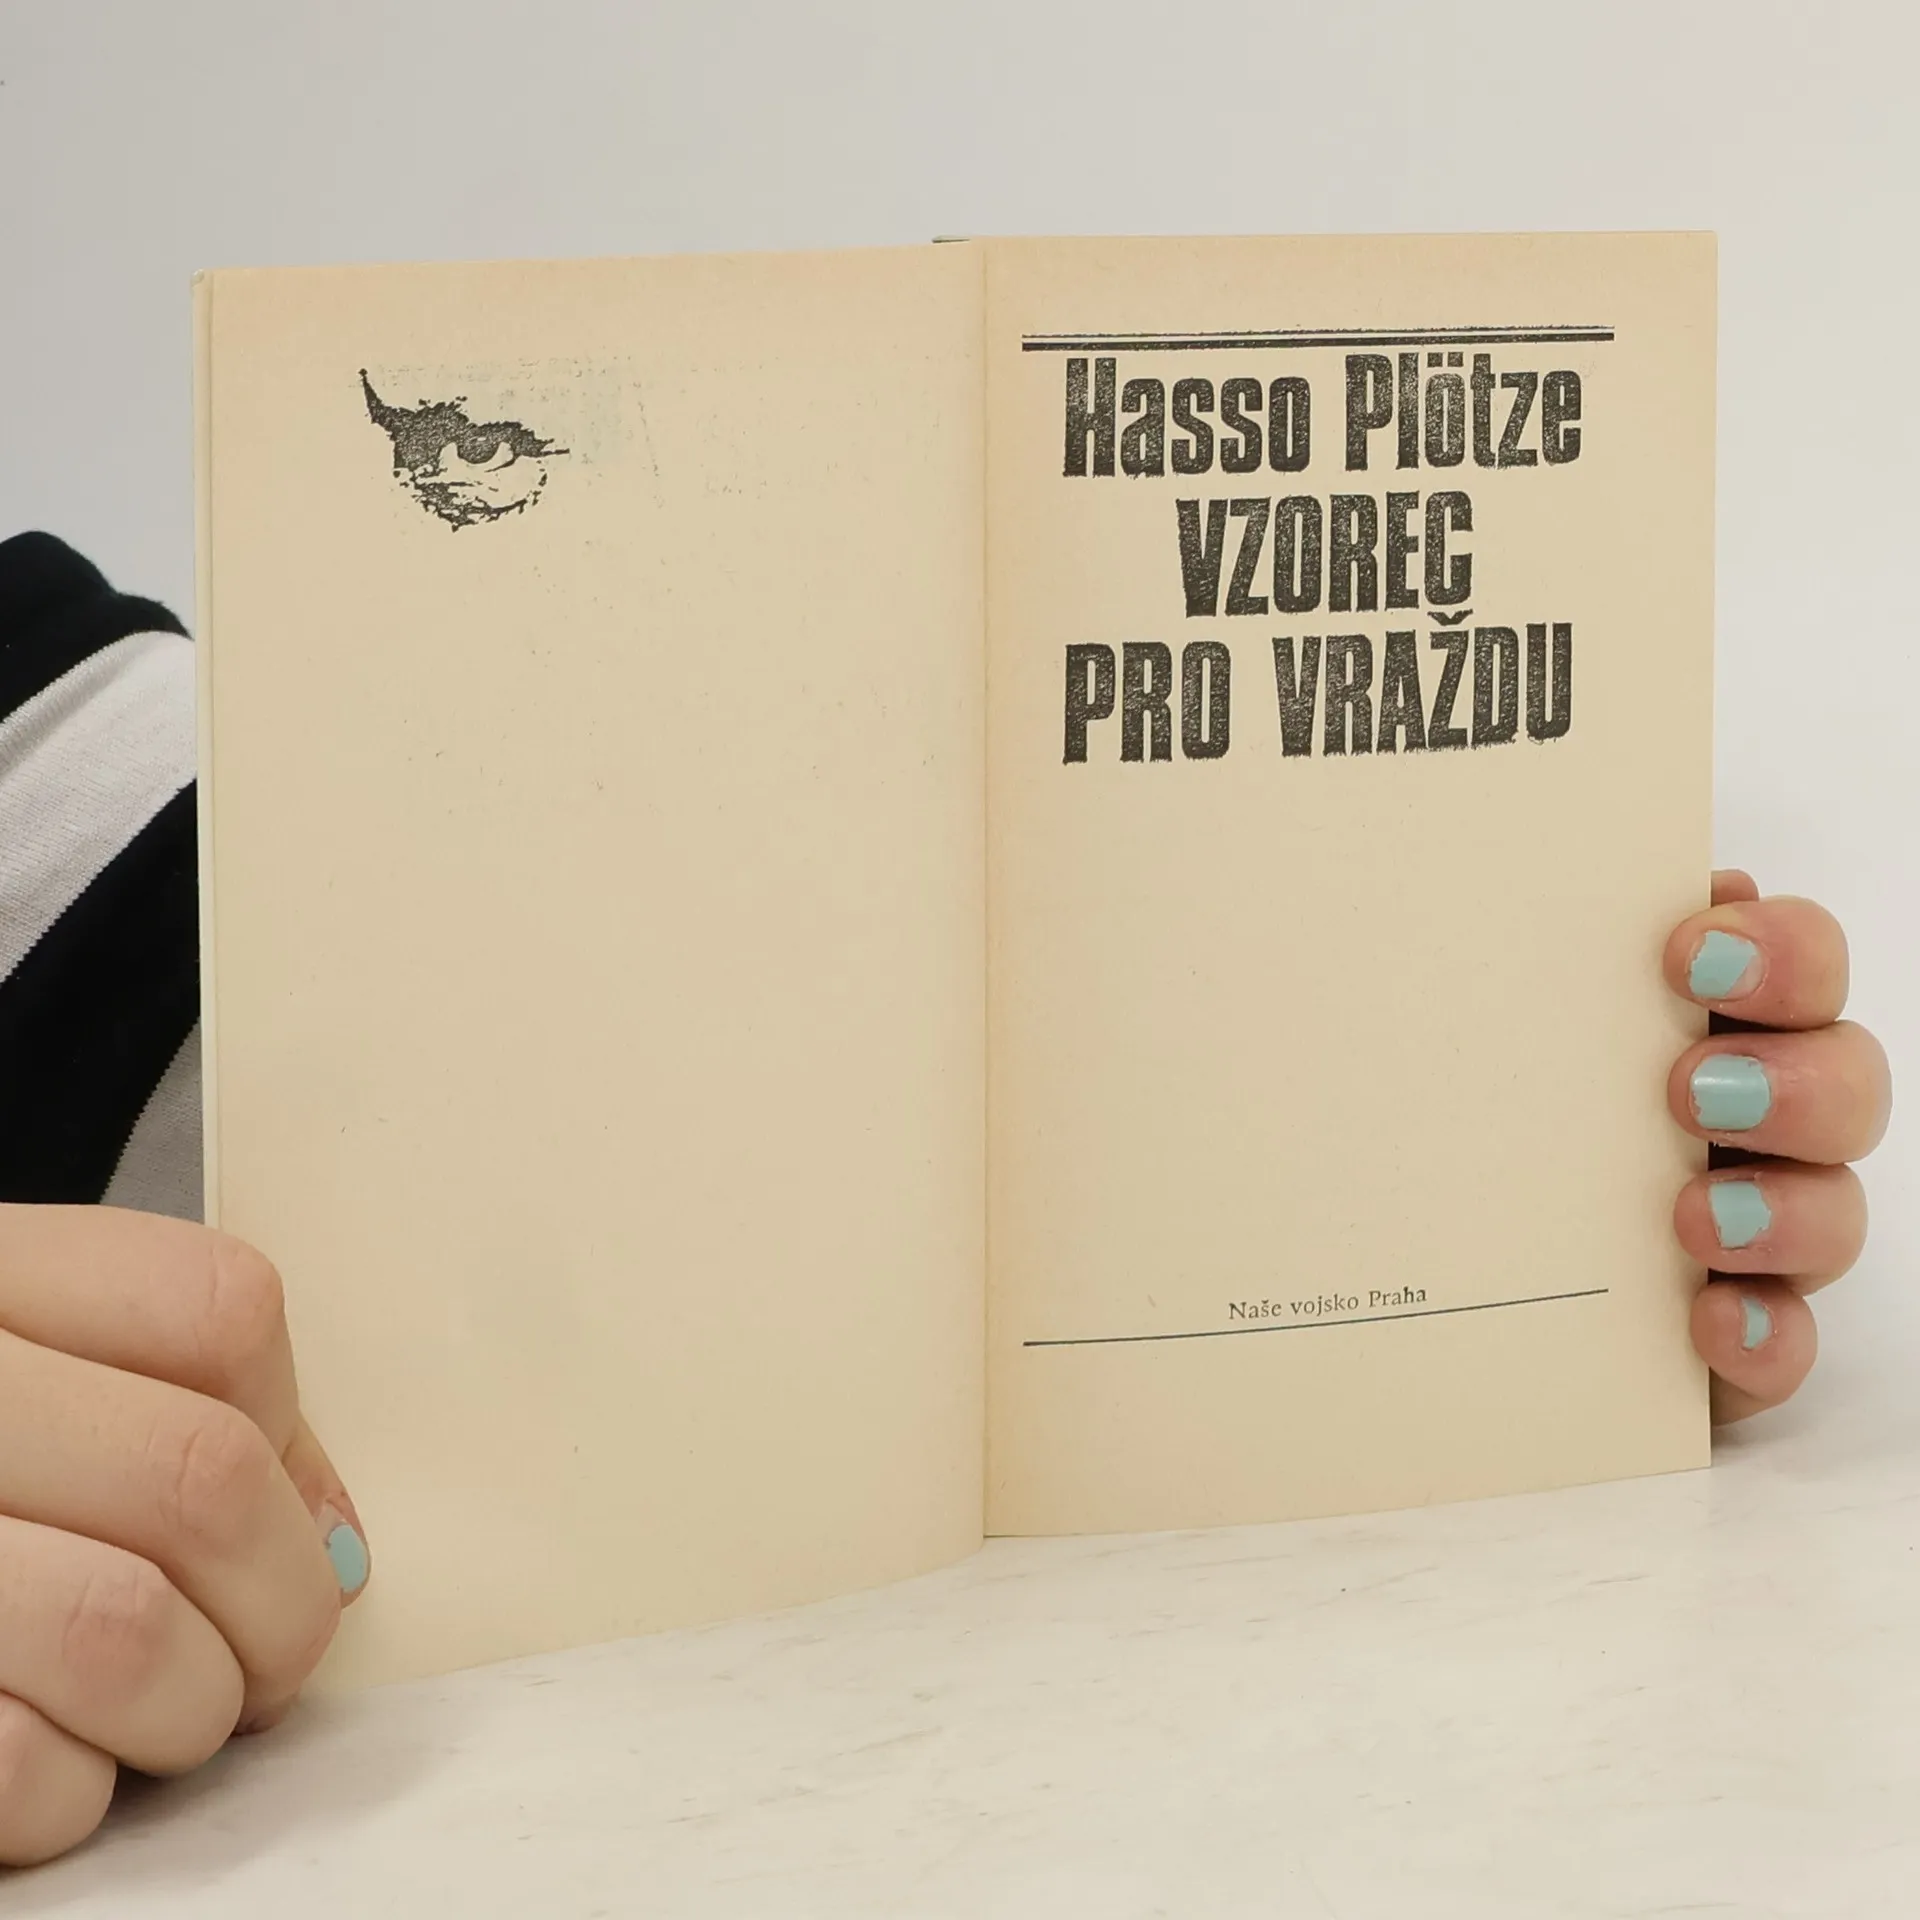 Hasso Plötze
VZOREC
PRO VRAŽDU
Naše vojsko Praha